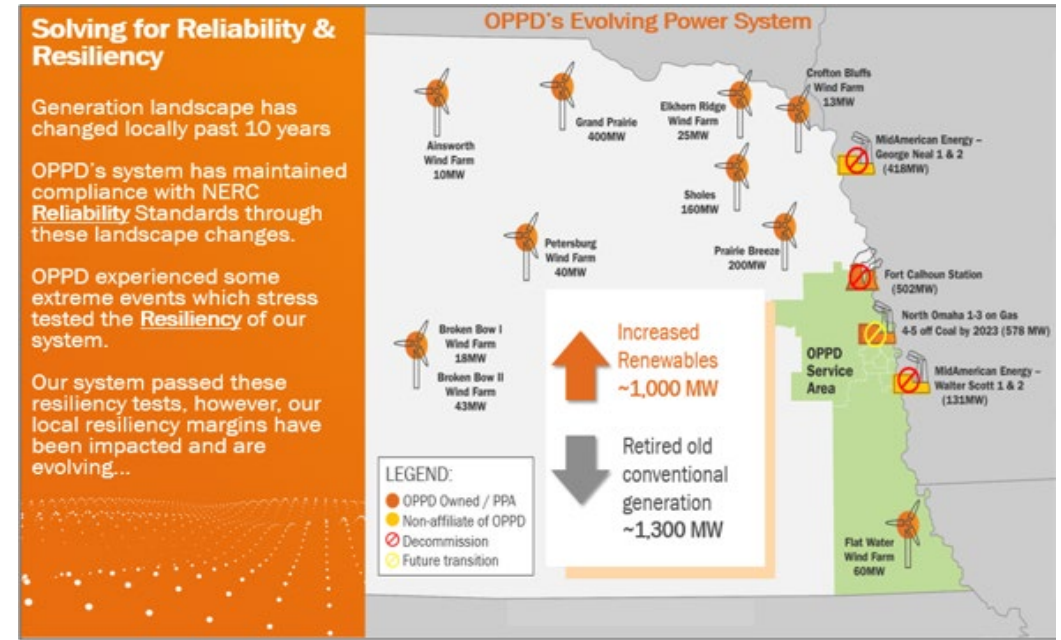 Solving for Reliability &
Resiliency
Generation landscape has
changed locally past 10 years
OPPD's system has maintained
compliance with NERC
Reliability Standards through
these landscape changes.
OPPD experienced some
extreme events which stress
tested the Resiliency of our
system.
Our system passed these
resiliency tests, however, our
local resiliency margins have
been impacted and are
evolving...
OPPD's Evolving Power System
Ainsworth
Wind Farm
10MW
Grand Prairie
400MW
Elkhorn Ridge
Wind Farm
25MW
Crofton Bluffs
Wind Farm
13MW
MidAmerican Energy –
George Neal 1 & 2
(418MW)
Sholes
160MW
Petersburg
Wind Farm
40MW
Prairie Breeze
200MW
Fort Calhoun Station
(502MW)
North Omaha 1-3 on Gas
4-5 off Coal by 2023 (578 MW)
OPPD
Service
Area
MidAmerican Energy –
Walter Scott 1 & 2
(131MW)
Broken Bow I
Wind Farm
18MW
Broken Bow II
Wind Farm
43MW
Increased
Renewables
~1,000 MW
Retired old
conventional
generation
~1,300 MW
LEGEND:
OPPD Owned / PPA
Non-affiliate of OPPD
Decommission
Future transition
Flat Water
Wind Farm
60MW